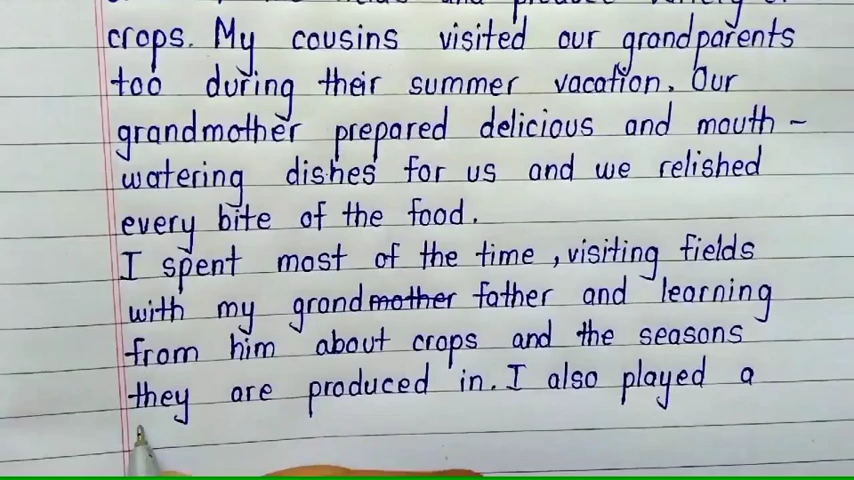 crops. My cousins visited our grandparents
too during their summer vacation. Our
grandmother prepared delicious and mouth-
watering dishes for us and we relished
every bite of the food.
I spent most of the time, visiting fields
with my grandmother father and learning
from him about crops and the seasons
they are produced in. I also played a